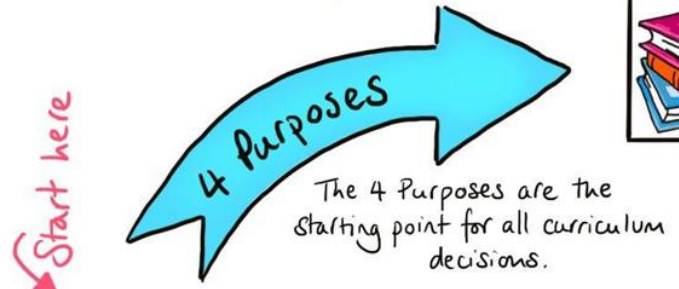 Start here
4 Purposes
The 4 Purposes are the
starting point for all curriculum
decisions.